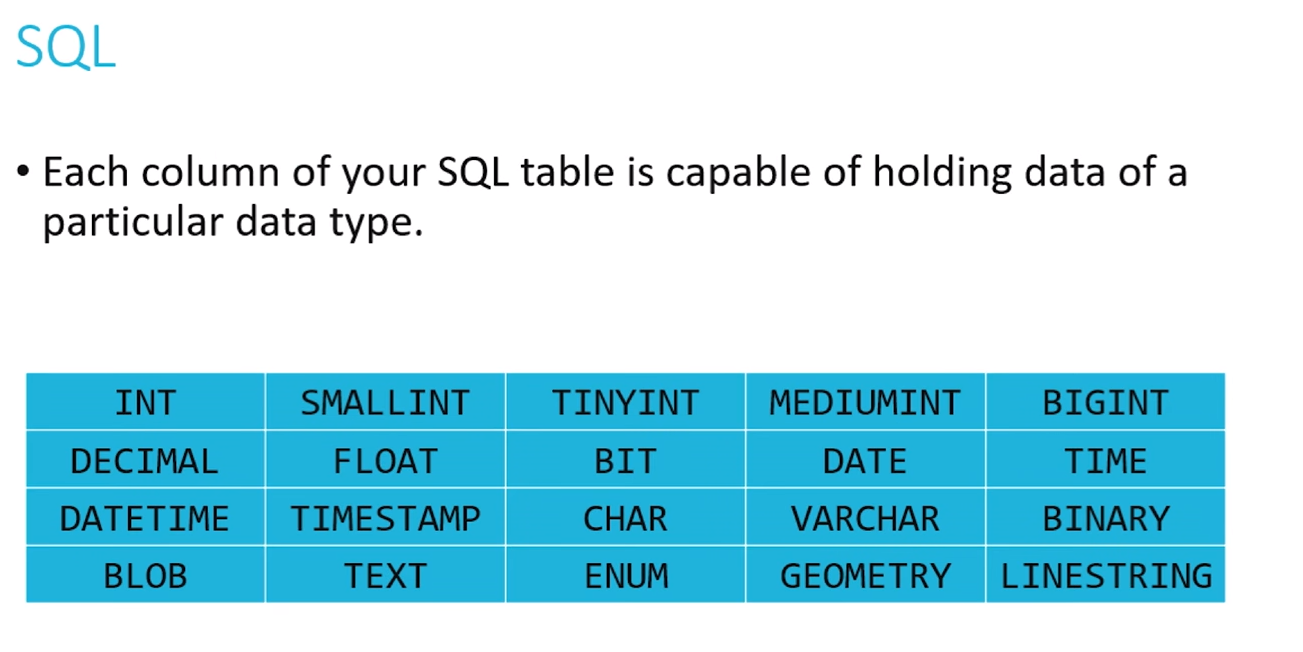 SQL
• Each column of your SQL table is capable of holding data of a
particular data type.
INT SMALLINT TINYINT MEDIUMINT BIGINT
DECIMAL FLOAT BIT DATE TIME
DATETIME TIMESTAMP CHAR VARCHAR BINARY
BLOB TEXT ENUM GEOMETRY LINESTRING